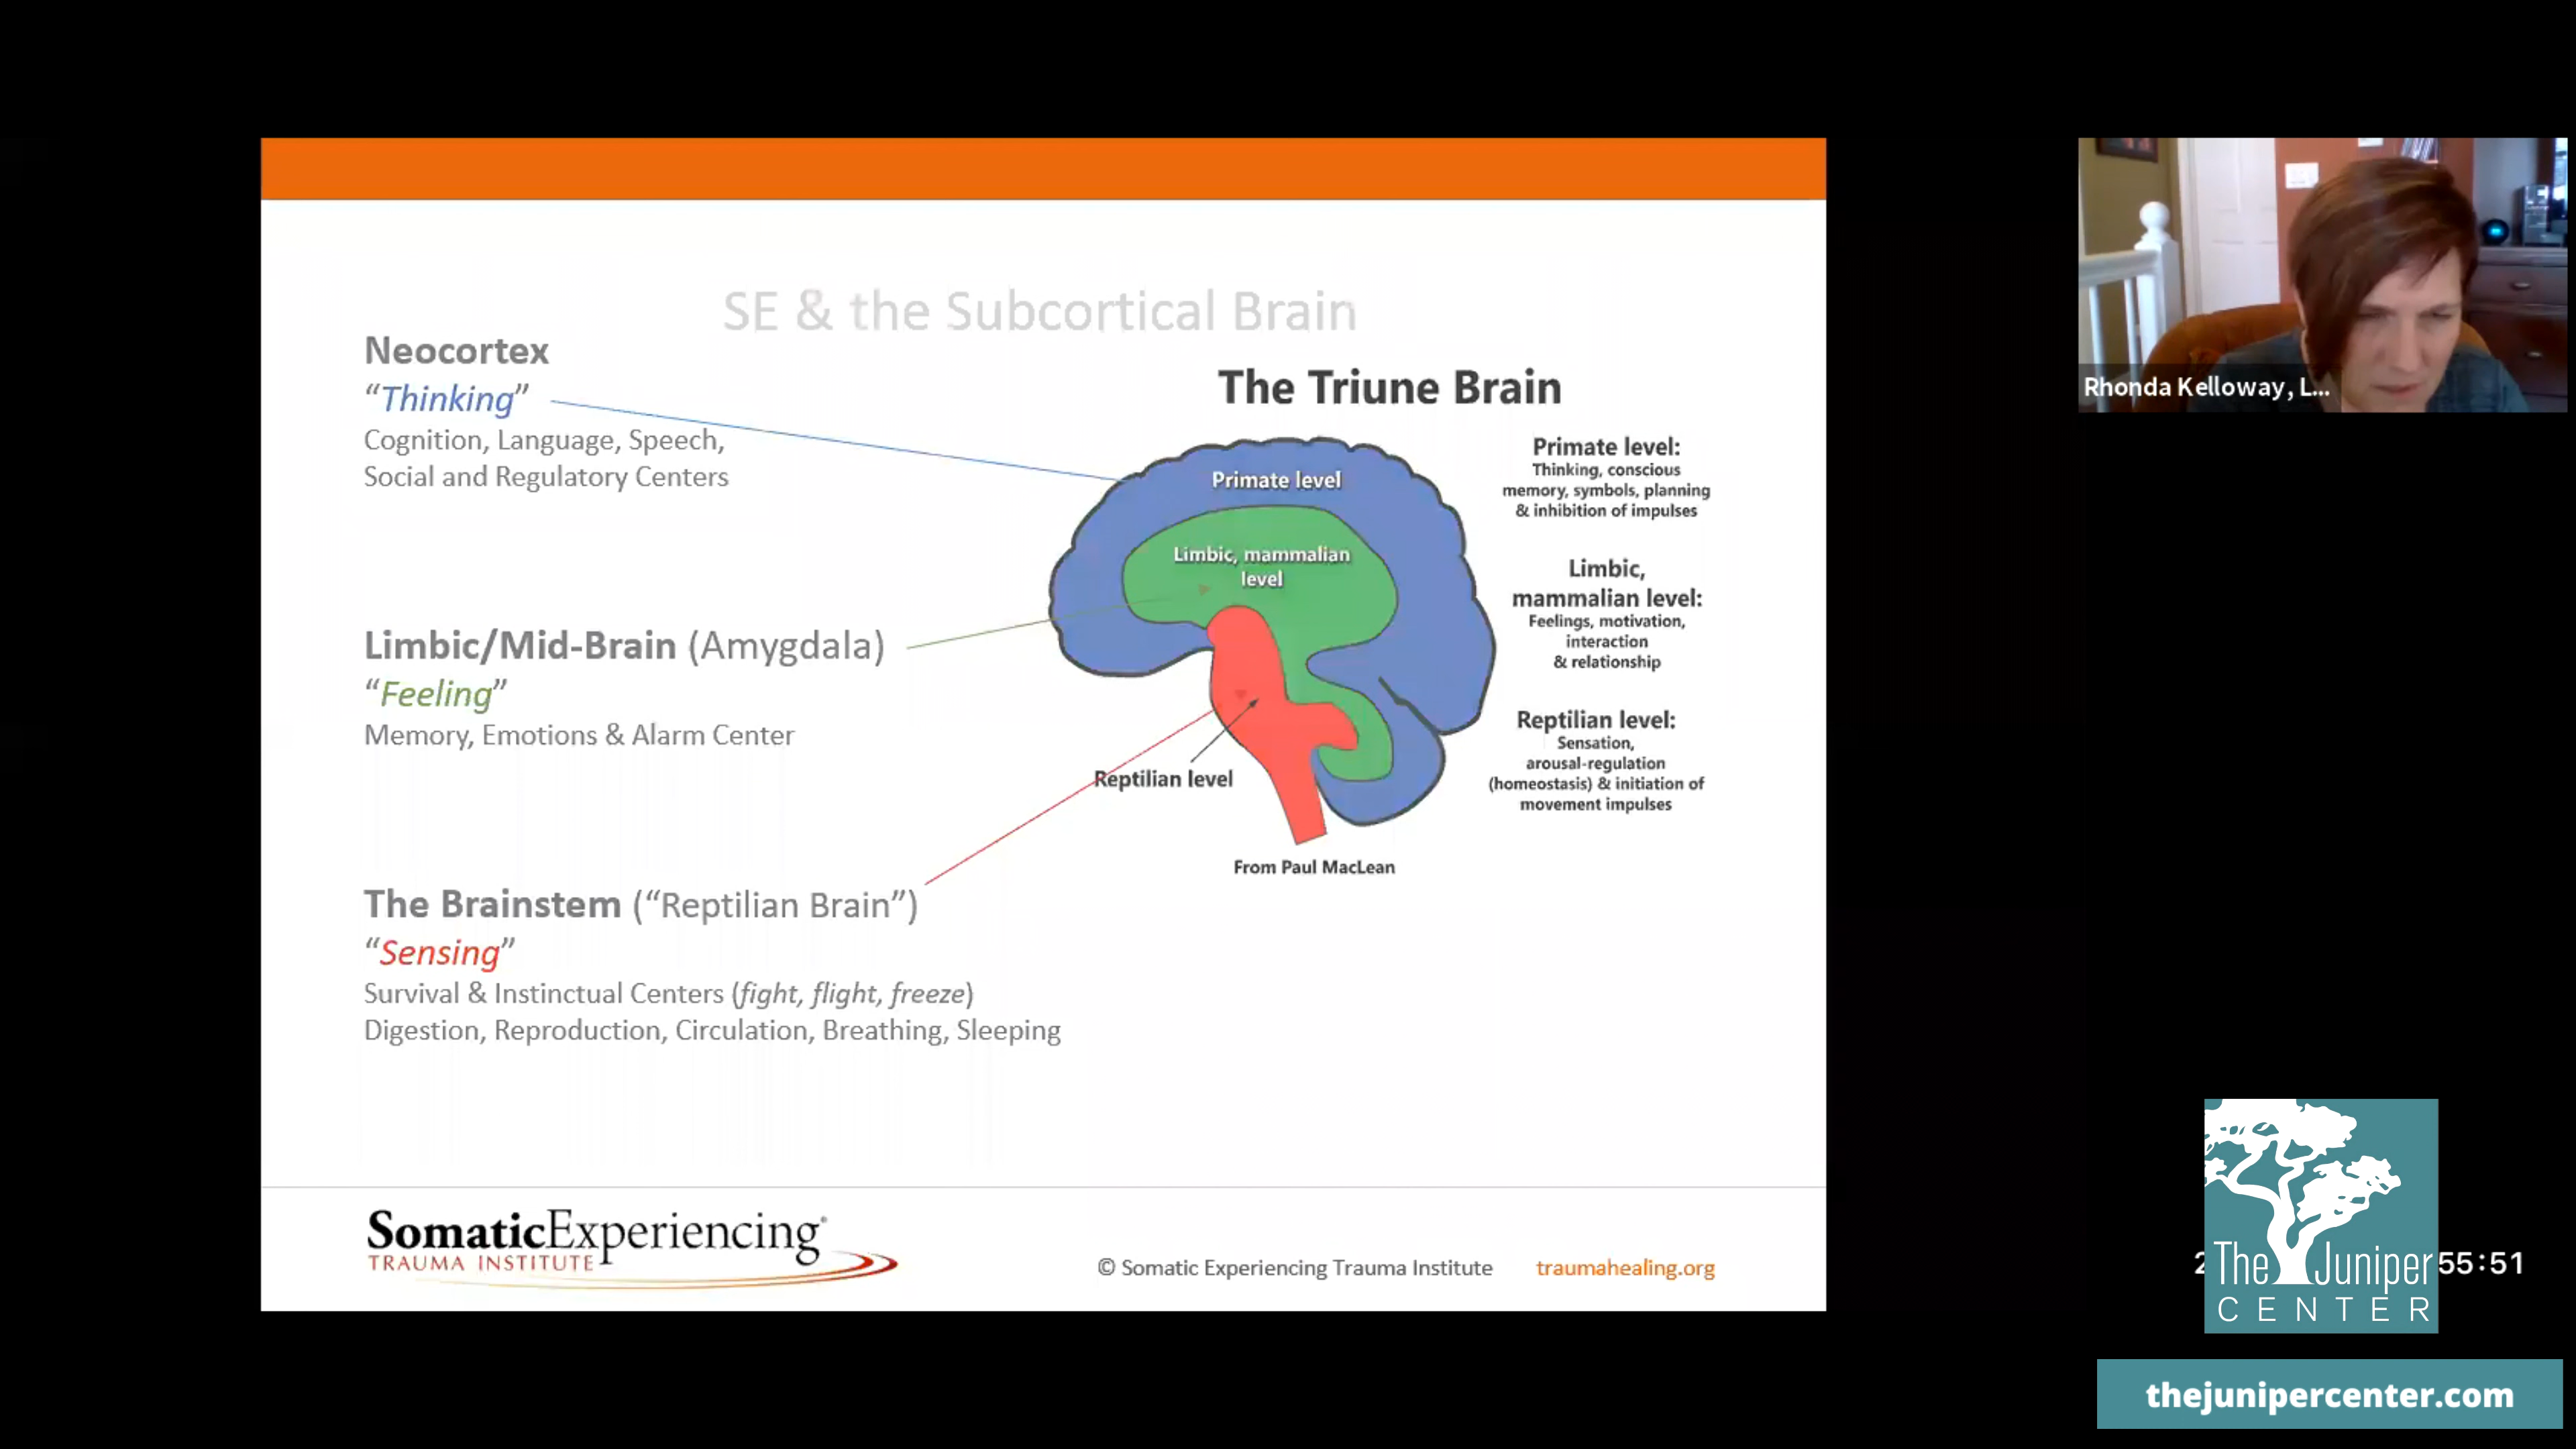 SE & the Subcortical Brain
Neocortex
“Thinking”
Cognition, Language, Speech,
Social and Regulatory Centers
Limbic/Mid-Brain (Amygdala)
“Feeling”
Memory, Emotions & Alarm Center
The Brainstem (“Reptilian Brain”)
“Sensing”
Survival & Instinctual Centers (fight, flight, freeze)
Digestion, Reproduction, Circulation, Breathing, Sleeping
The Triune Brain
Primate level
Limbic, mammalian
level
Reptilian level
From Paul MacLean
Primate level:
Thinking, conscious
memory, symbols, planning
& inhibition of impulses
Limbic,
mammalian level:
Feelings, motivation,
interaction
& relationship
Reptilian level:
Sensation,
arousal-regulation
(homeostasis) & initiation of
movement impulses
SomaticExperiencing®
TRAUMA INSTITUTE
© Somatic Experiencing Trauma Institute traumahealing.org
Rhonda Kelloway, L...
The Juniper
CENTER
55:51
thejunipercenter.com